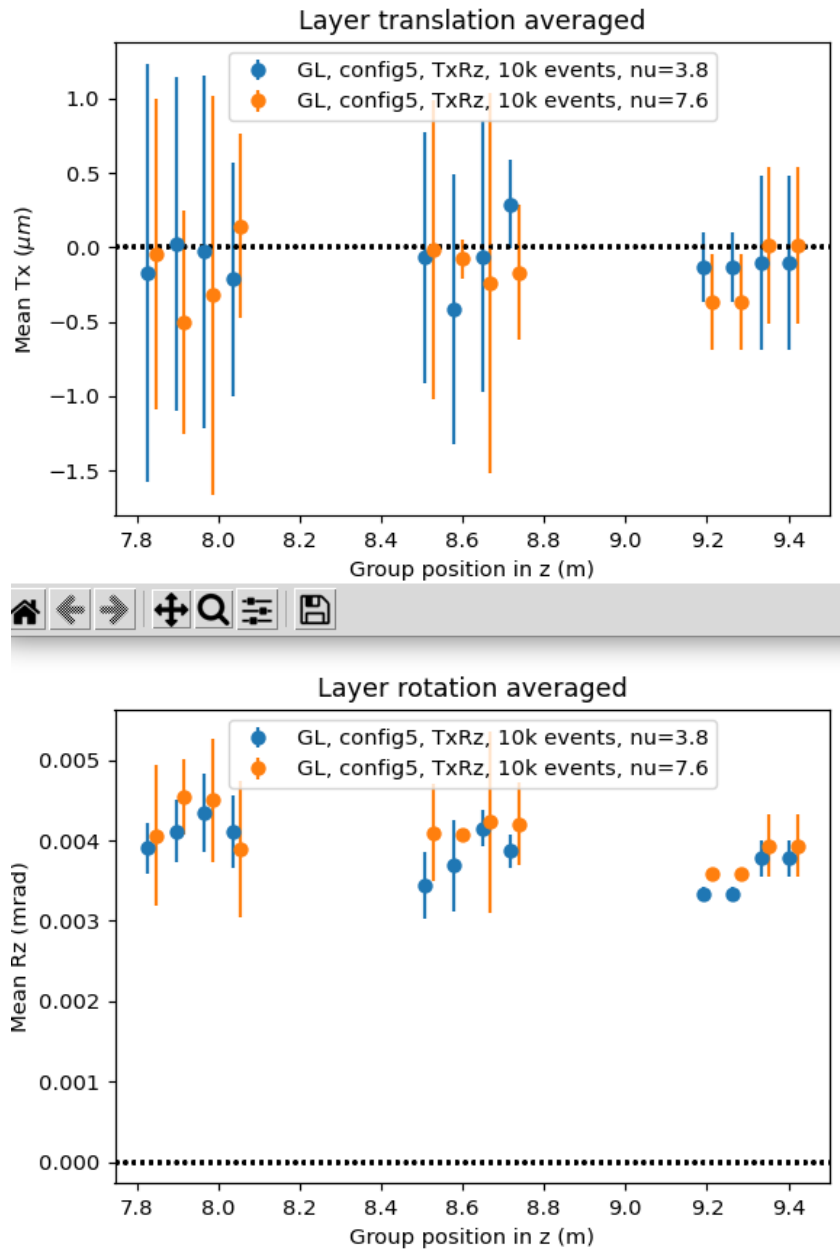 Layer translation averaged
GL, config5, TxRz, 10k events, nu=3.8
GL, config5, TxRz, 10k events, nu=7.6
Mean Tx (μm)
1.0
0.5
0.0
−0.5
−1.0
−1.5
7.8 8.0 8.2 8.4 8.6 8.8 9.0 9.2 9.4
Group position in z (m)
Layer rotation averaged
GL, config5, TxRz, 10k events, nu=3.8
GL, config5, TxRz, 10k events, nu=7.6
Mean Rz (mrad)
0.005
0.004
0.003
0.002
0.001
0.000
7.8 8.0 8.2 8.4 8.6 8.8 9.0 9.2 9.4
Group position in z (m)